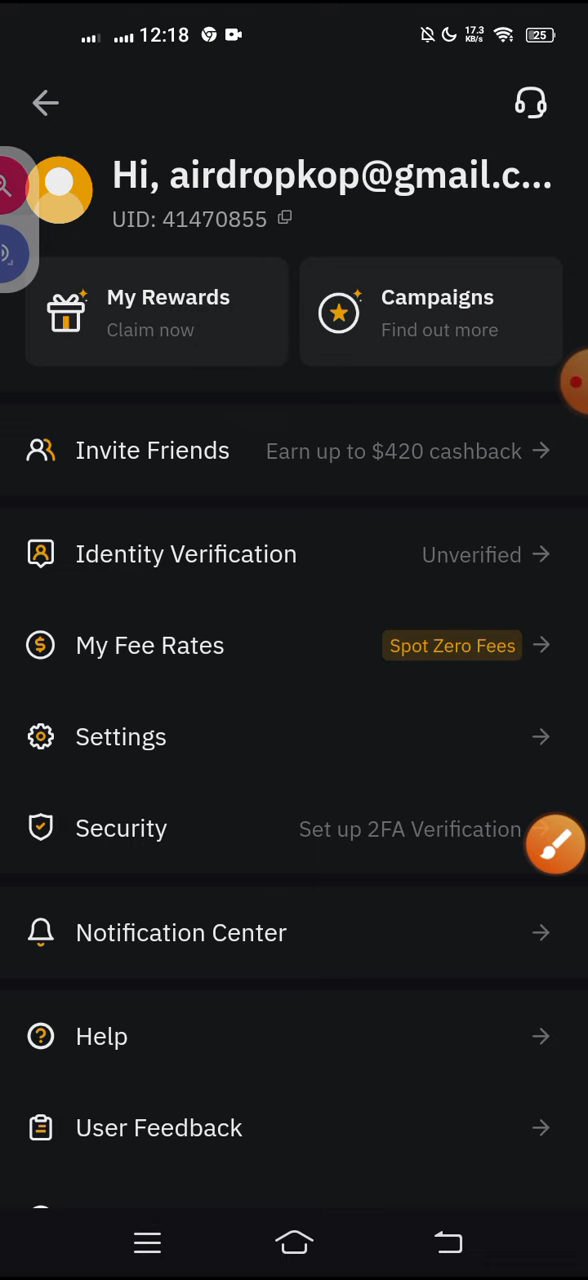 12:18 17.3 KB/s 25
Hi, airdropkop@gmail.c...
UID: 41470855
My Rewards
Claim now
Campaigns
Find out more
Invite Friends Earn up to $420 cashback
Identity Verification Unverified
My Fee Rates Spot Zero Fees
Settings
Security Set up 2FA Verification
Notification Center
Help
User Feedback